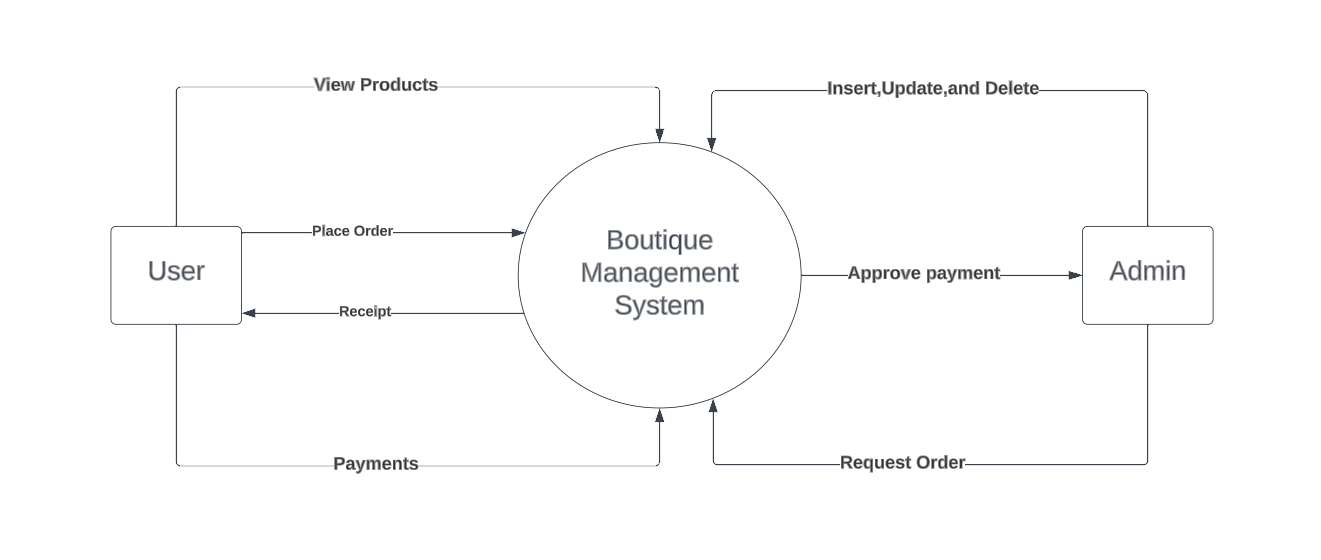 View Products
Insert,Update,and Delete
Place Order
User
Boutique
Management
System
Approve payment
Admin
Receipt
Payments
Request Order